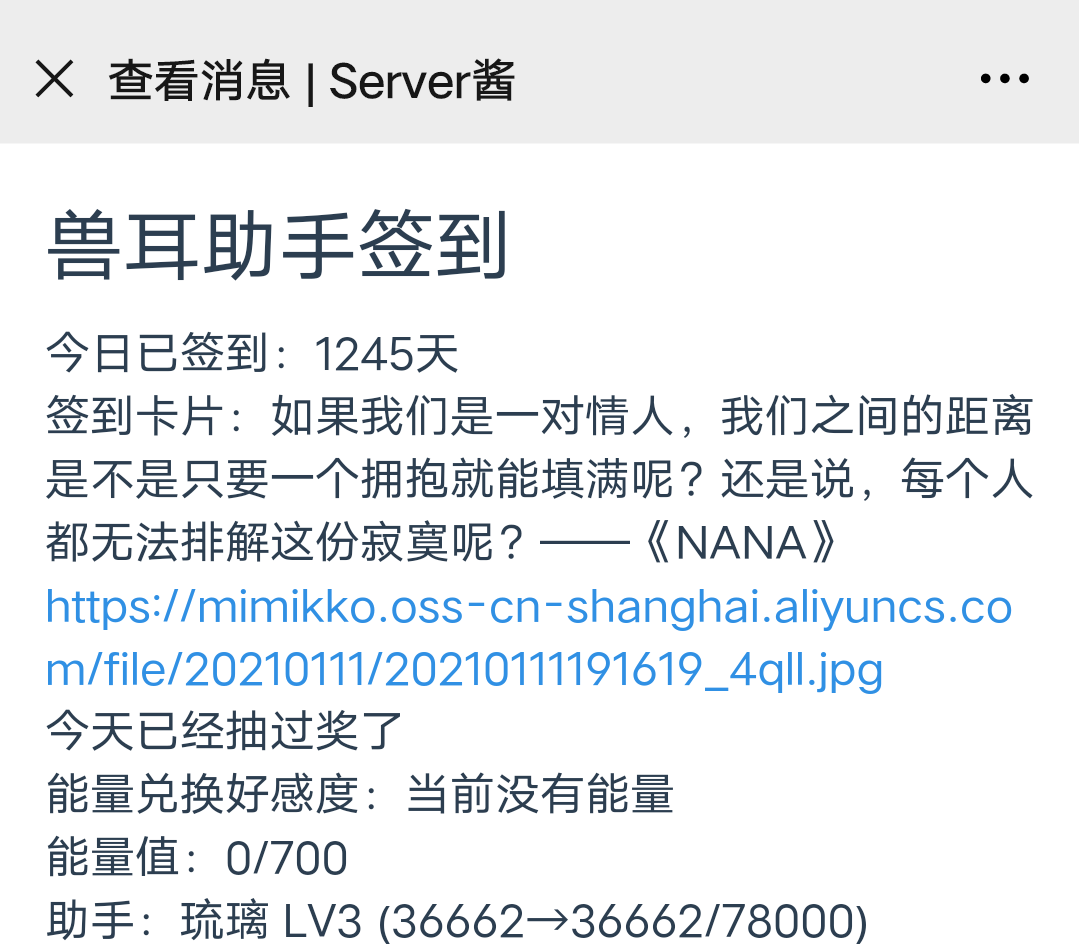 查看消息 | Server酱
兽耳助手签到
今日已签到：1245天
签到卡片：如果我们是一对情人，我们之间的距离
是不是只要一个拥抱就能填满呢？还是说，每个人
都无法排解这份寂寞呢？——《NANA》
https://mimikko.oss-cn-shanghai.aliyuncs.co
m/file/20210111/20210111191619_4qll.jpg
今天已经抽过奖了
能量兑换好感度：当前没有能量
能量值：0/700
助手：琉璃 LV3 (36662→36662/78000)